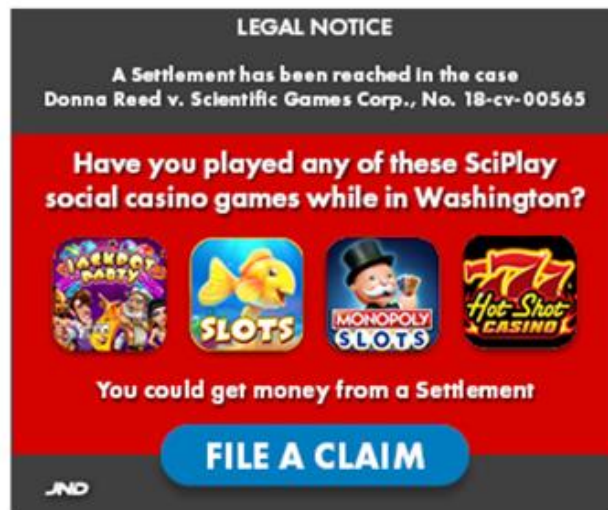 LEGAL NOTICE
A Settlement has been reached in the case
Donna Reed v. Scientific Games Corp., No. 18-cv-00565
Have you played any of these SciPlay
social casino games while in Washington?
JACKPOT
PARTY
SLOTS
MONOPOLY
SLOTS
777
Hot Shot
CASINO
You could get money from a Settlement
FILE A CLAIM
JND